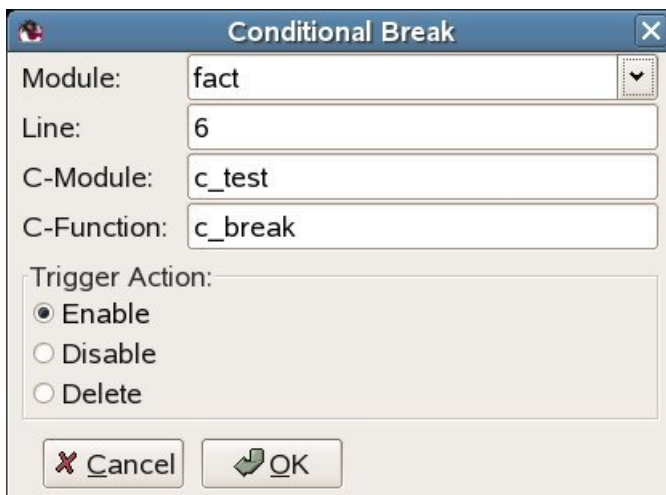 Conditional Break
Module: fact
Line: 6
C-Module: c_test
C-Function: c_break
Trigger Action:
Enable
Disable
Delete
Cancel OK